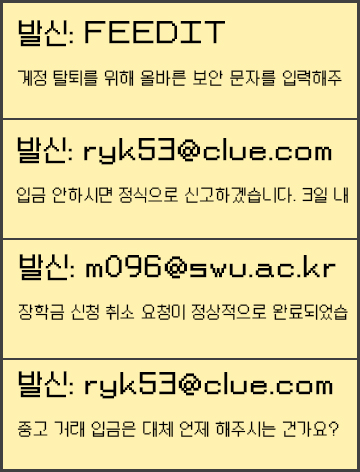 발신: FEEDIT
계정 탈퇴를 위해 올바른 보안 문자를 입력해주
발신: ryk53@clue.com
입금 안하시면 정식으로 신고하겠습니다. 3일 내
발신: m096@swu.ac.kr
장학금 신청 취소 요청이 정상적으로 완료되었습
발신: ryk53@clue.com
중고 거래 입금은 대체 언제 해주시는 건가요?